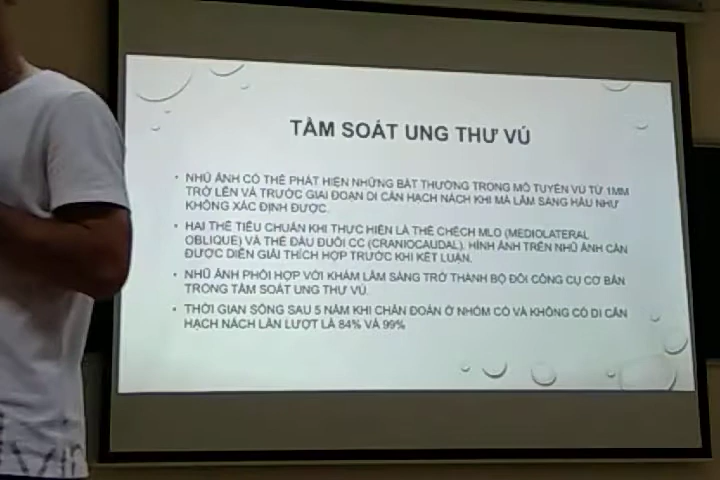 TẦM SOÁT UNG THƯ VÚ
• NHŨ ẢNH CÓ THỂ PHÁT HIỆN NHỮNG BẤT THƯỜNG TRONG MÔ TUYẾN VÚ TỪ 1MM
TRỞ LÊN VÀ TRƯỚC GIAI ĐOẠN DI CĂN HẠCH NÁCH KHI MÀ LÂM SÀNG HẦU NHƯ
KHÔNG XÁC ĐỊNH ĐƯỢC.
• HAI THẾ TIÊU CHUẨN KHI THỰC HIỆN LÀ THẾ CHẾCH MLO (MEDIOLATERAL
OBLIQUE) VÀ THẾ ĐẦU ĐUÔI CC (CRANIOCAUDAL). HÌNH ẢNH TRÊN NHŨ ẢNH CẦN
ĐƯỢC DIỄN GIẢI THÍCH HỢP TRƯỚC KHI KẾT LUẬN.
• NHŨ ẢNH PHỐI HỢP VỚI KHÁM LÂM SÀNG TRỞ THÀNH BỘ ĐÔI CÔNG CỤ CƠ BẢN
TRONG TẦM SOÁT UNG THƯ VÚ.
• THỜI GIAN SỐNG SAU 5 NĂM KHI CHẨN ĐOÁN Ở NHÓM CÓ VÀ KHÔNG CÓ DI CĂN
HẠCH NÁCH LẦN LƯỢT LÀ 84% VÀ 99%